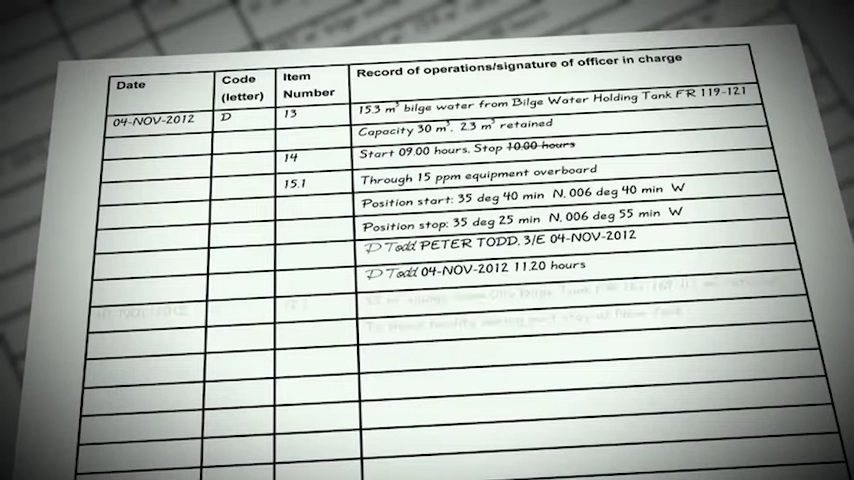 Date Code (letter) Item Number Record of operations/signature of officer in charge
04-NOV-2012 D 13 15.3 m³ bilge water from Bilge Water Holding Tank FR 119-121
Capacity 30 m³. 2.3 m³ retained
14 Start 09.00 hours. Stop 10.00 hours
15.1 Through 15 ppm equipment overboard
Position start: 35 deg 40 min N, 006 deg 40 min W
Position stop: 35 deg 25 min N, 006 deg 55 min W
P Todd PETER TODD, 3/E 04-NOV-2012
P Todd 04-NOV-2012 11.20 hours